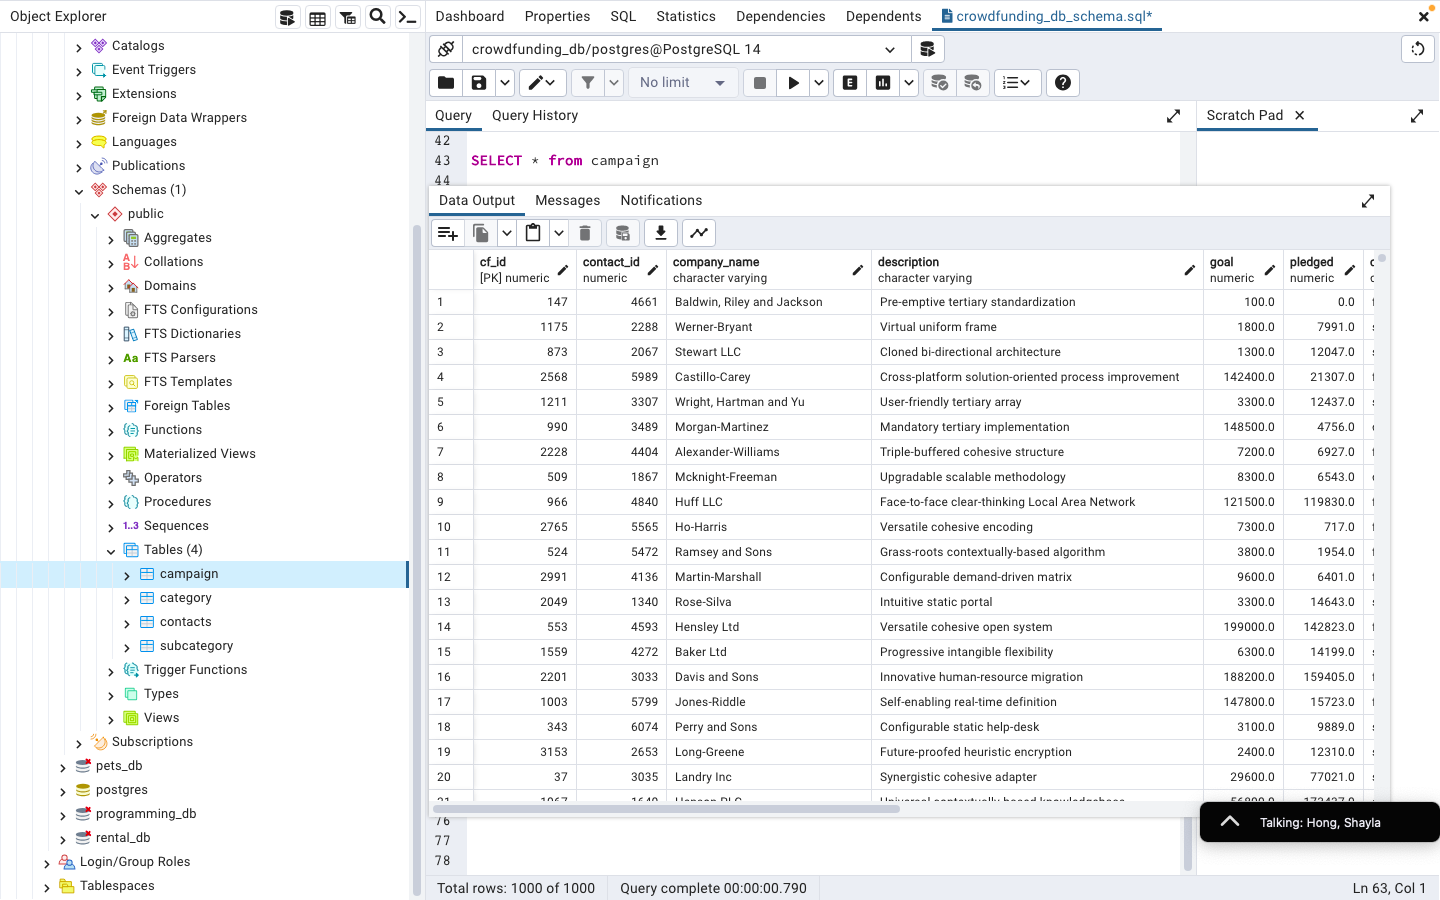 Object Explorer
Dashboard Properties SQL Statistics Dependencies Dependents crowdfunding_db_schema.sql*
crowdfunding_db/postgres@PostgreSQL 14
No limit
E
Query Query History
Scratch Pad
Catalogs
Event Triggers
Extensions
Foreign Data Wrappers
Languages
Publications
Schemas (1)
public
Aggregates
Collations
Domains
FTS Configurations
FTS Dictionaries
Aa FTS Parsers
FTS Templates
Foreign Tables
Functions
Materialized Views
Operators
Procedures
1..3 Sequences
Tables (4)
campaign
category
contacts
subcategory
Trigger Functions
Types
Views
Subscriptions
pets_db
postgres
programming_db
rental_db
Login/Group Roles
Tablespaces
42
43 SELECT * from campaign
44
Data Output Messages Notifications
cf_id contact_id company_name description goal pledged
[PK] numeric numeric character varying character varying numeric numeric
1 147 4661 Baldwin, Riley and Jackson Pre-emptive tertiary standardization 100.0 0.0
2 1175 2288 Werner-Bryant Virtual uniform frame 1800.0 7991.0
3 873 2067 Stewart LLC Cloned bi-directional architecture 1300.0 12047.0
4 2568 5989 Castillo-Carey Cross-platform solution-oriented process improvement 142400.0 21307.0
5 1211 3307 Wright, Hartman and Yu User-friendly tertiary array 3300.0 12437.0
6 990 3489 Morgan-Martinez Mandatory tertiary implementation 148500.0 4756.0
7 2228 4404 Alexander-Williams Triple-buffered cohesive structure 7200.0 6927.0
8 509 1867 Mcknight-Freeman Upgradable scalable methodology 8300.0 6543.0
9 966 4840 Huff LLC Face-to-face clear-thinking Local Area Network 121500.0 119830.0
10 2765 5565 Ho-Harris Versatile cohesive encoding 7300.0 717.0
11 524 5472 Ramsey and Sons Grass-roots contextually-based algorithm 3800.0 1954.0
12 2991 4136 Martin-Marshall Configurable demand-driven matrix 9600.0 6401.0
13 2049 1340 Rose-Silva Intuitive static portal 3300.0 14643.0
14 553 4593 Hensley Ltd Versatile cohesive open system 199000.0 142823.0
15 1559 4272 Baker Ltd Progressive intangible flexibility 6300.0 14199.0
16 2201 3033 Davis and Sons Innovative human-resource migration 188200.0 159405.0
17 1003 5799 Jones-Riddle Self-enabling real-time definition 147800.0 15723.0
18 343 6074 Perry and Sons Configurable static help-desk 3100.0 9889.0
19 3153 2653 Long-Greene Future-proofed heuristic encryption 2400.0 12310.0
20 37 3035 Landry Inc Synergistic cohesive adapter 29600.0 77021.0
76
77
78
Talking: Hong, Shayla
Total rows: 1000 of 1000 Query complete 00:00:00.790 Ln 63, Col 1